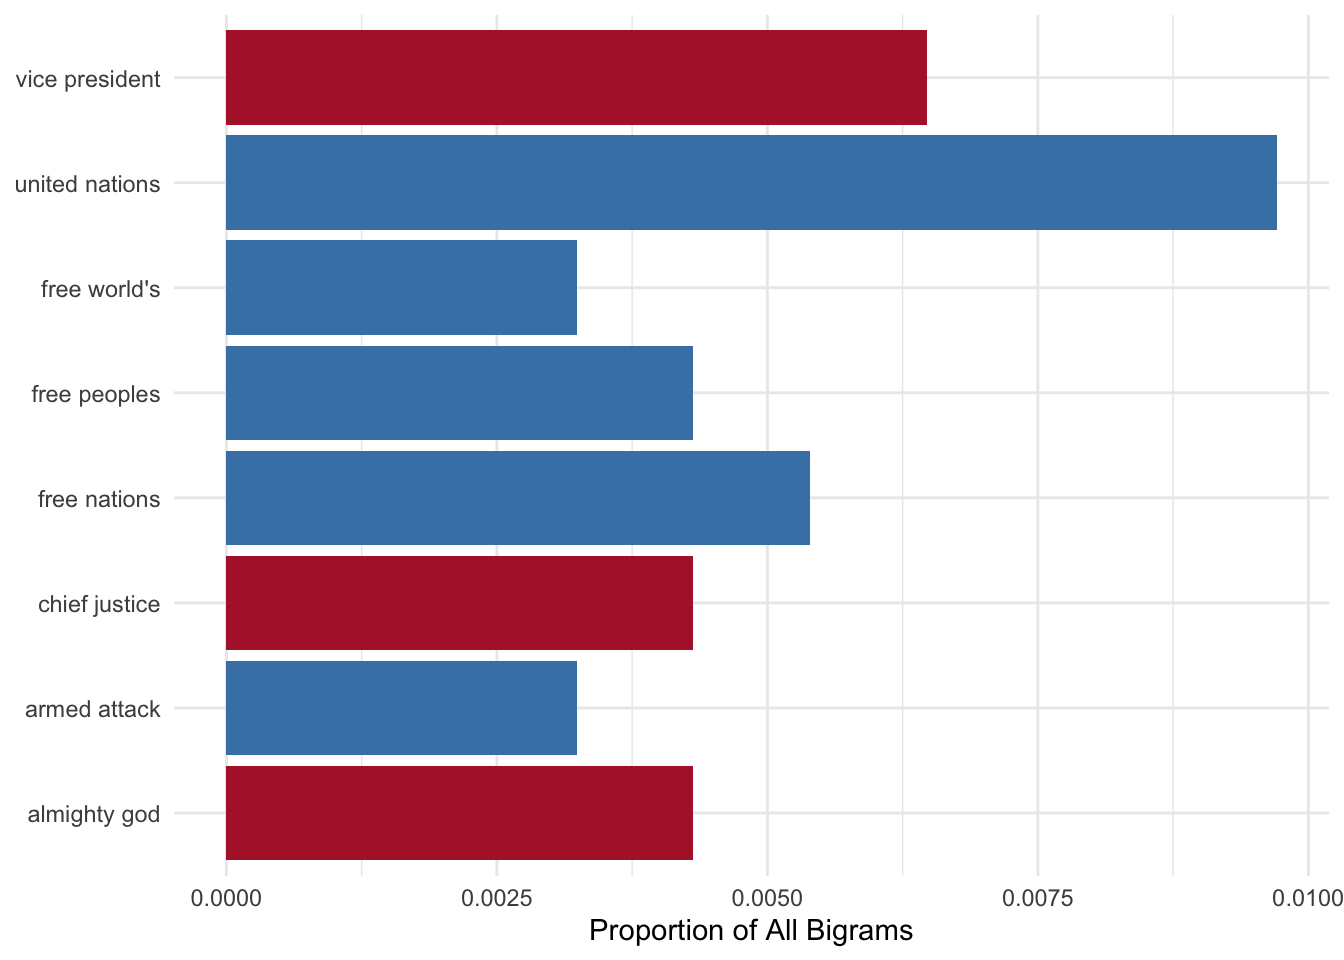 vice president
united nations
free world's
free peoples
free nations
chief justice
armed attack
almighty god
0.0000 0.0025 0.0050 0.0075 0.0100
Proportion of All Bigrams